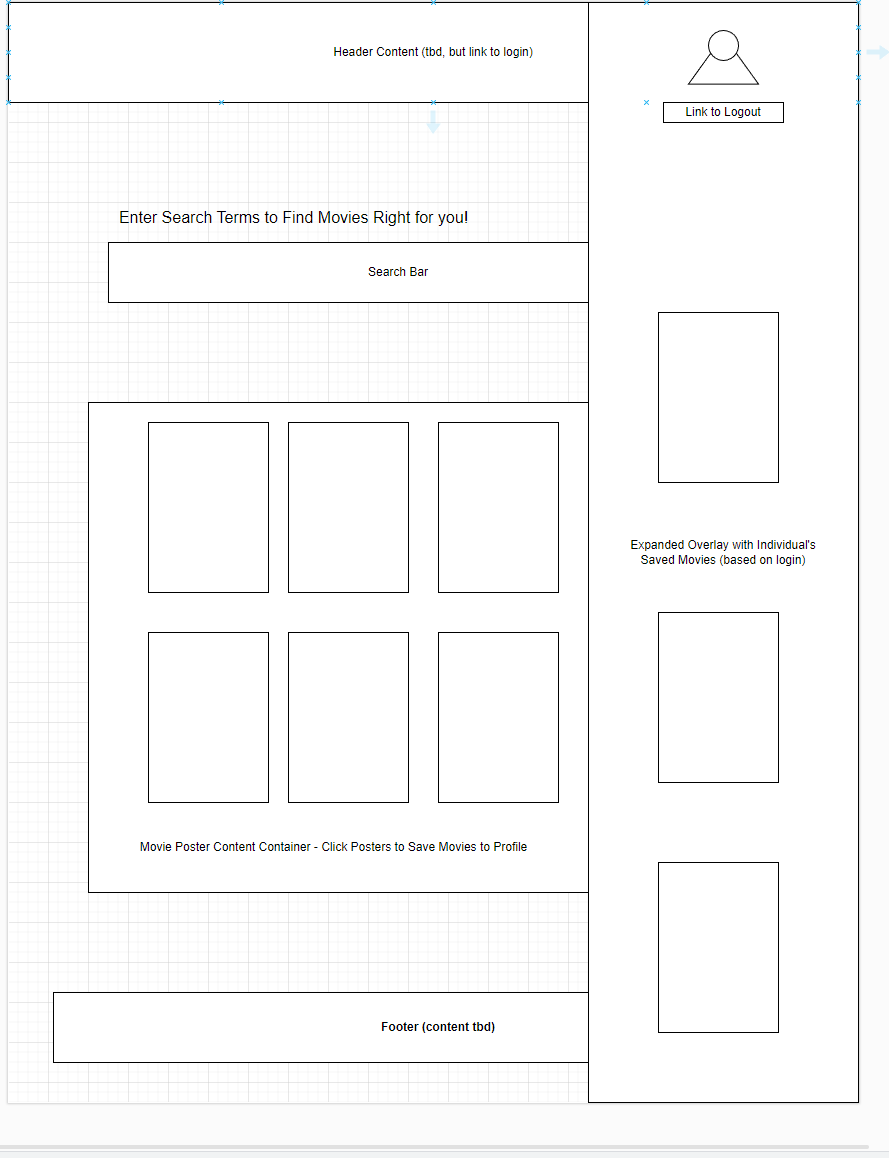 Header Content (tbd, but link to login)
Link to Logout
Enter Search Terms to Find Movies Right for you!
Search Bar
Expanded Overlay with Individual's
Saved Movies (based on login)
Movie Poster Content Container - Click Posters to Save Movies to Profile
Footer (content tbd)